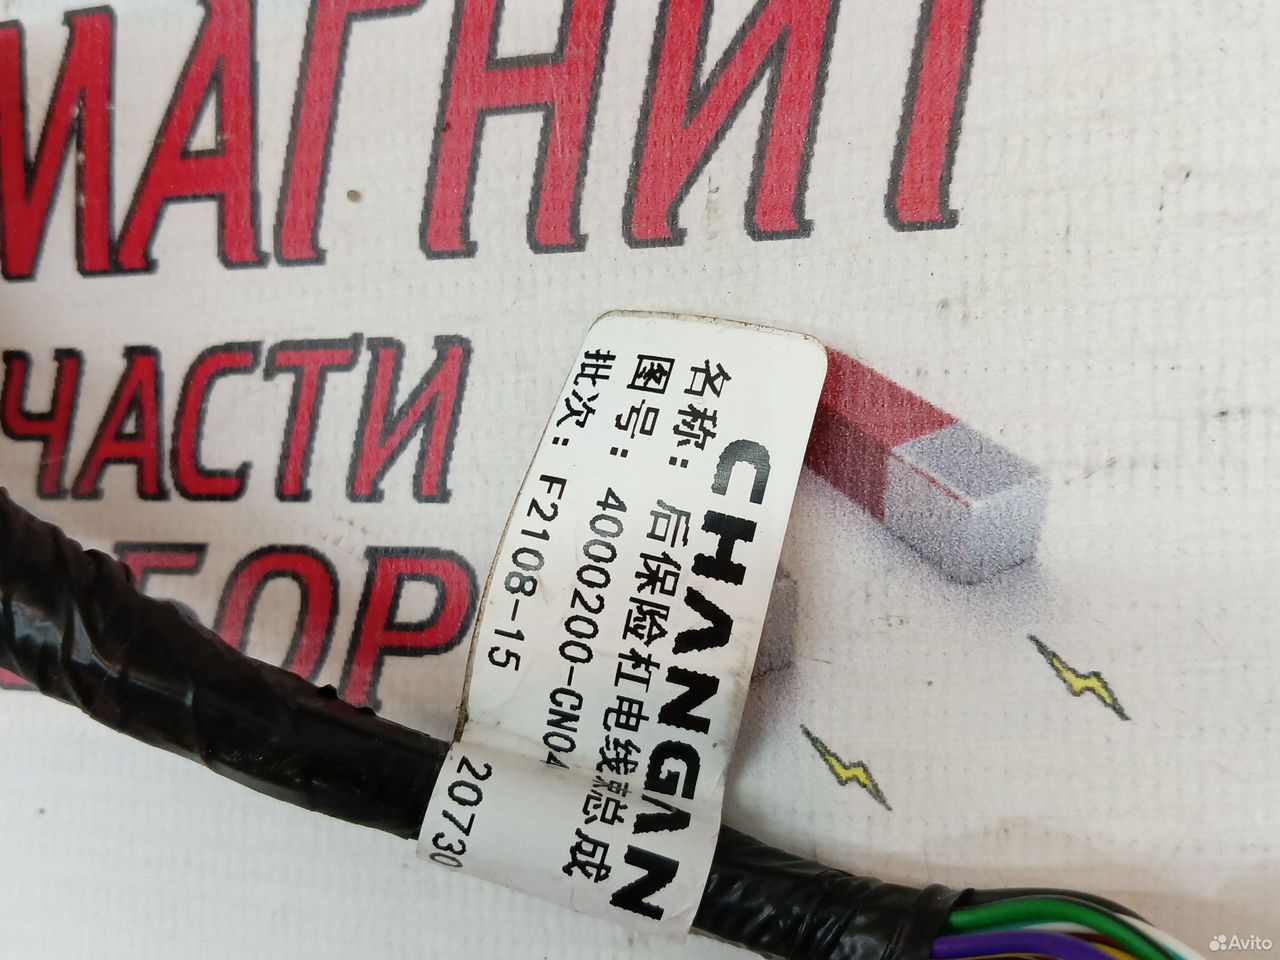 МАГНИТ
ЧАСТИ
БОР
CHANGAN
名称：后保险杠电线束总成
图号：4000200-CN04
批次：F2108-15
20730
Avito